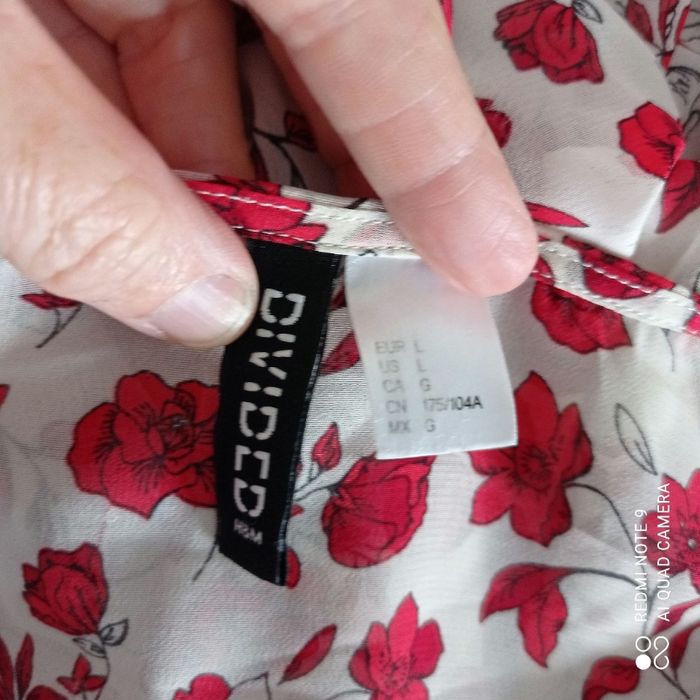 DIVIDED
H&M
EUR L
US L
CA G
CN 175/104A
MX G
REDMI NOTE 9
AI QUAD CAMERA